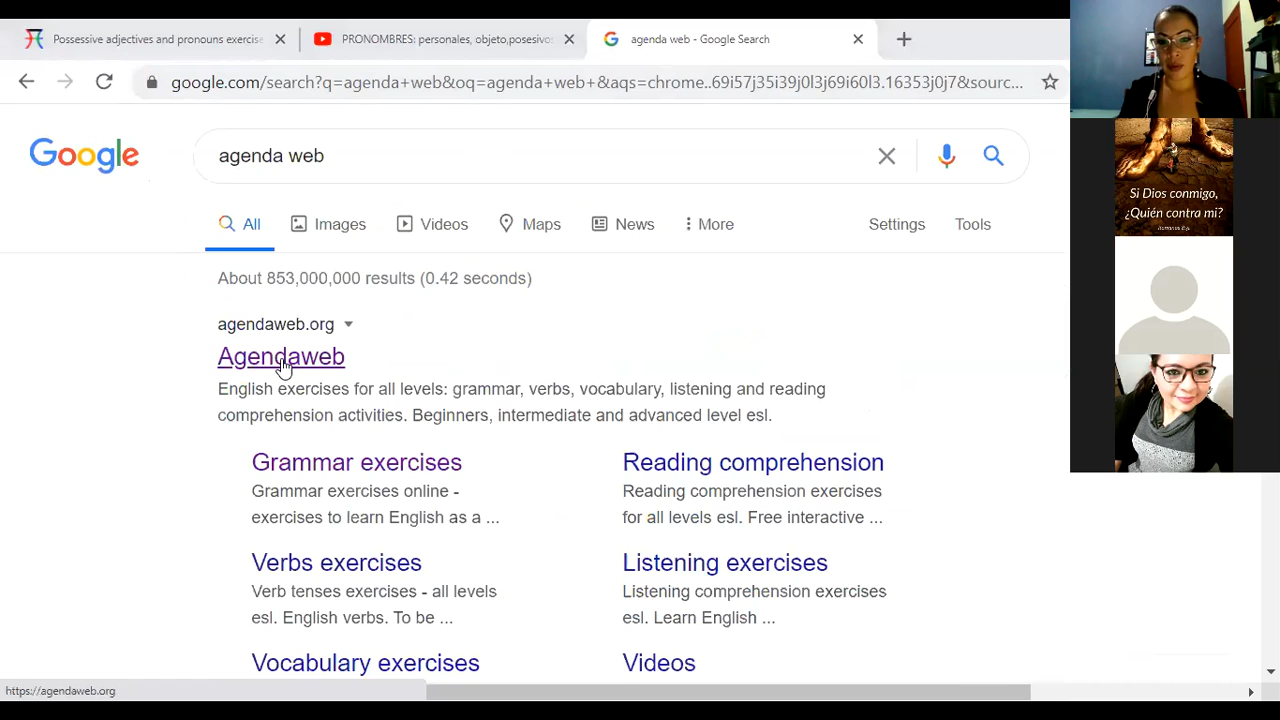 Possessive adjectives and pronouns exercise
PRONOMBRES: personales, objeto,posesivos
agenda web - Google Search
google.com/search?q=agenda+web&oq=agenda+web+&aqs=chrome..69i57j35i39j0l3j69i60l3.16353j0j7&sourc...
Google
agenda web
All
Images
Videos
Maps
News
More
Settings
Tools
About 853,000,000 results (0.42 seconds)
agendaweb.org
Agendaweb
English exercises for all levels: grammar, verbs, vocabulary, listening and reading
comprehension activities. Beginners, intermediate and advanced level esl.
Grammar exercises
Grammar exercises online -
exercises to learn English as a ...
Reading comprehension
Reading comprehension exercises
for all levels esl. Free interactive ...
Verbs exercises
Verb tenses exercises - all levels
esl. English verbs. To be ...
Listening exercises
Listening comprehension exercises
esl. Learn English ...
Vocabulary exercises
Videos
https://agendaweb.org
Si Dios conmigo,
¿Quién contra mi?